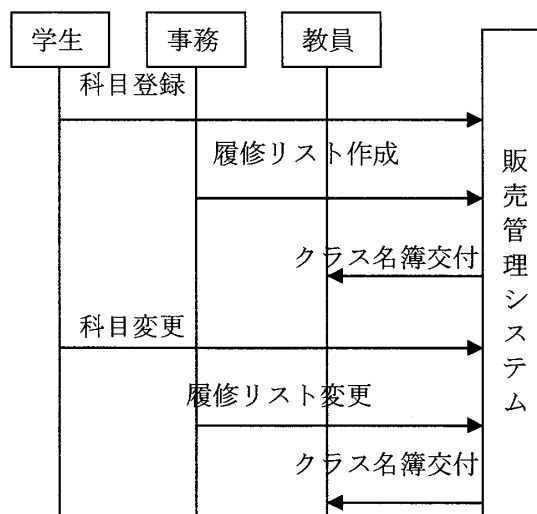 学生
事務
教員
科目登録
履修リスト作成
クラス名簿交付
科目変更
履修リスト変更
クラス名簿交付
販売管理システム